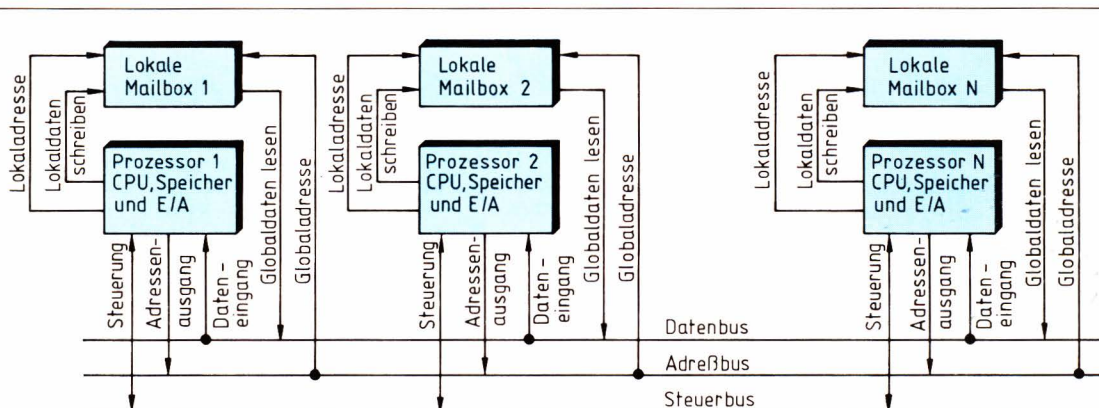 Lokale
Mailbox 1
Lokaladresse
Lokaldaten
schreiben
Prozessor 1
CPU, Speicher
und E/A
Globaldaten lesen
Globaladresse
Steuerung
Adressen-
ausgang
Daten-
eingang
Lokale
Mailbox 2
Lokaladresse
Lokaldaten
schreiben
Prozessor 2
CPU, Speicher
und E/A
Globaldaten lesen
Globaladresse
Steuerung
Adressen-
ausgang
Daten-
eingang
Lokale
Mailbox N
Lokaladresse
Lokaldaten
schreiben
Prozessor N
CPU, Speicher
und E/A
Globaldaten lesen
Globaladresse
Steuerung
Adressen-
ausgang
Daten-
eingang
Datenbus
Adreßbus
Steuerbus